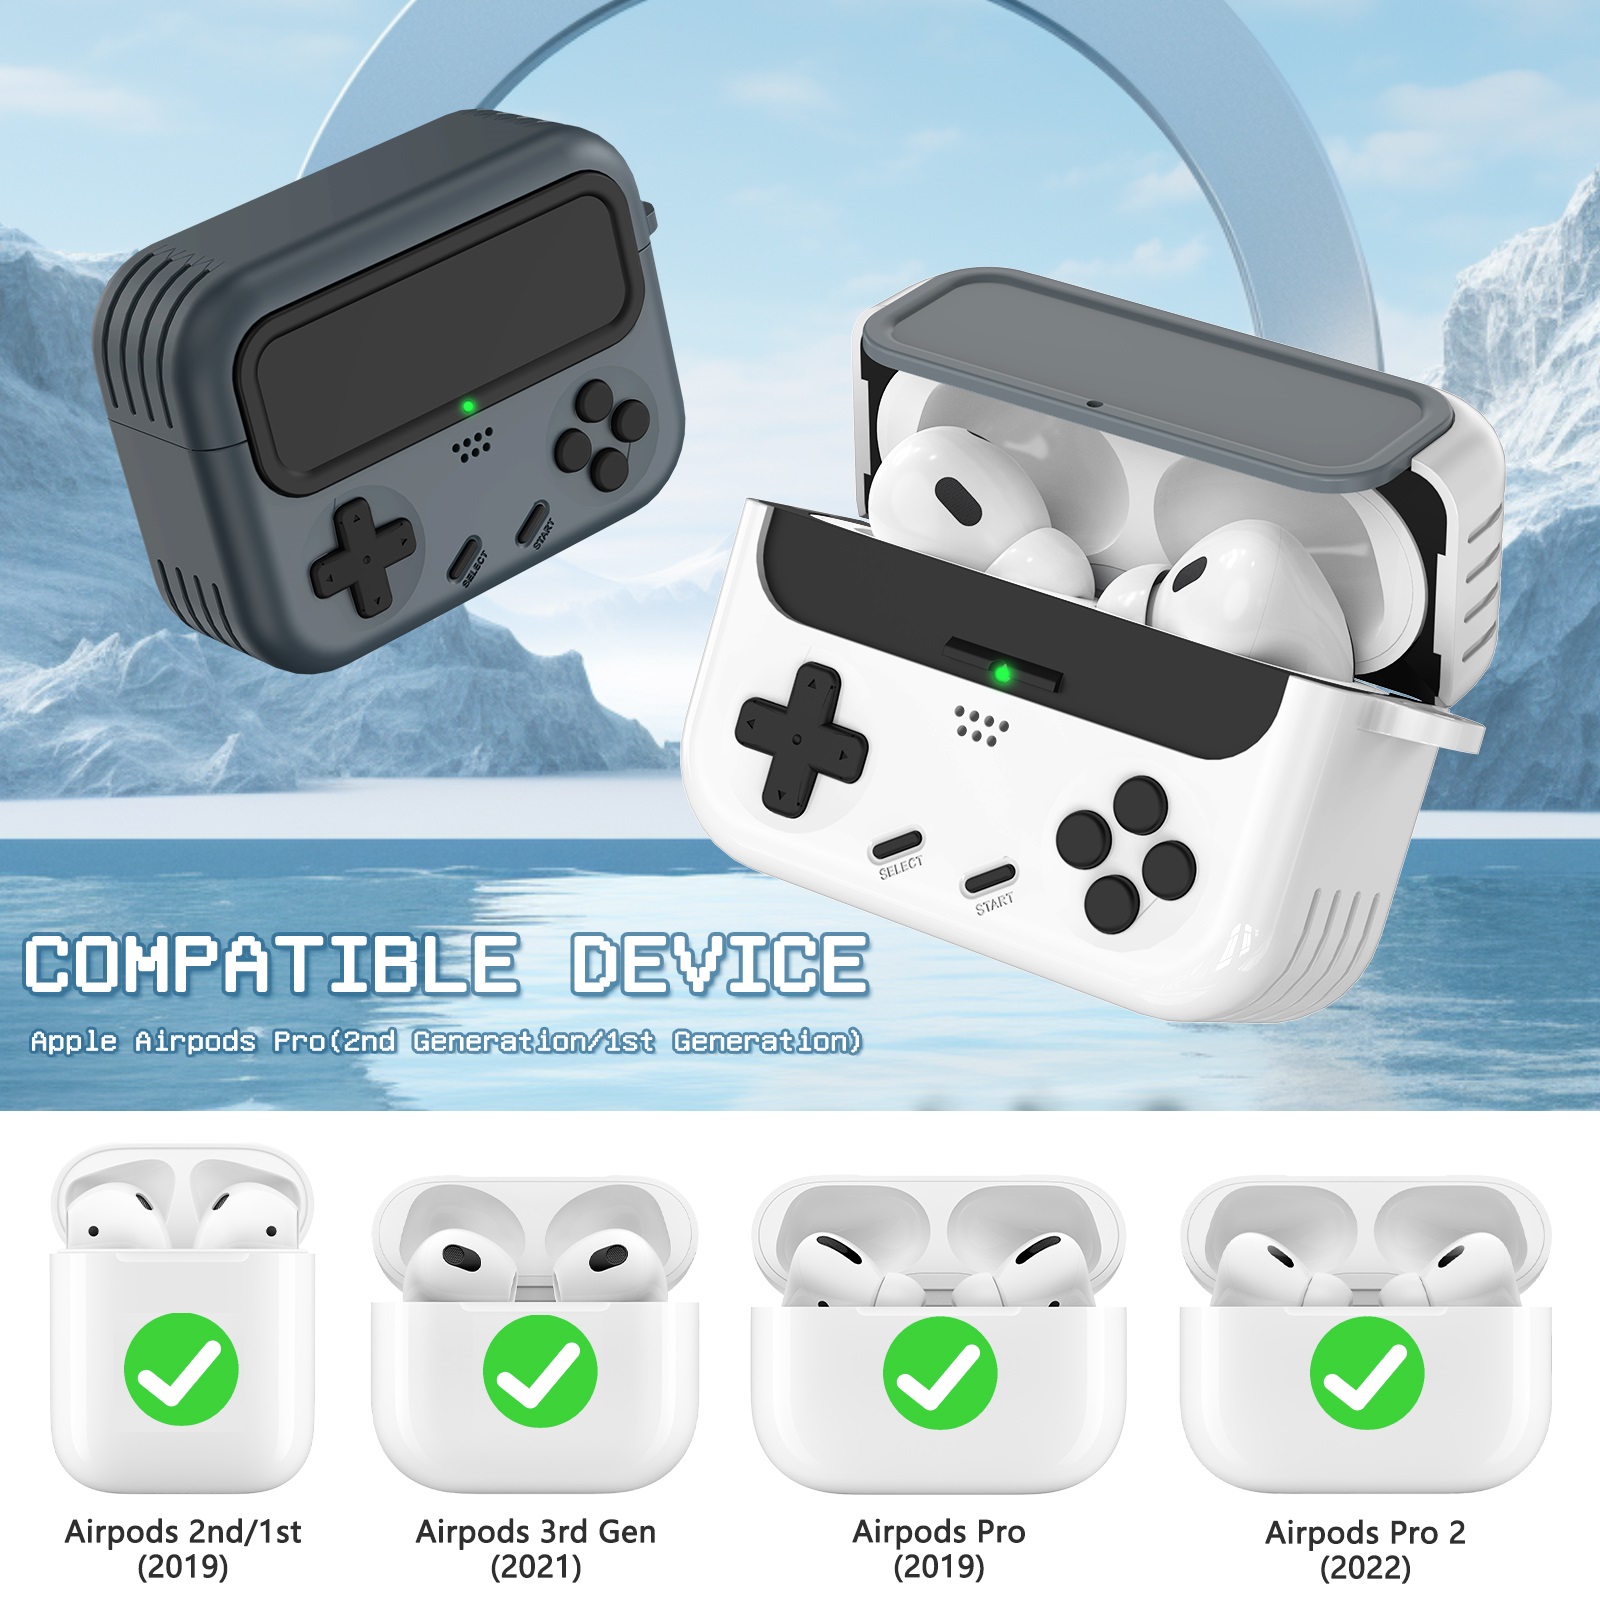 SELECT
START
SELECT
START
COMPATIBLE DEVICE
Apple Airpods Pro(2nd Generation/1st Generation)
Airpods 2nd/1st
(2019)
Airpods 3rd Gen
(2021)
Airpods Pro
(2019)
Airpods Pro 2
(2022)